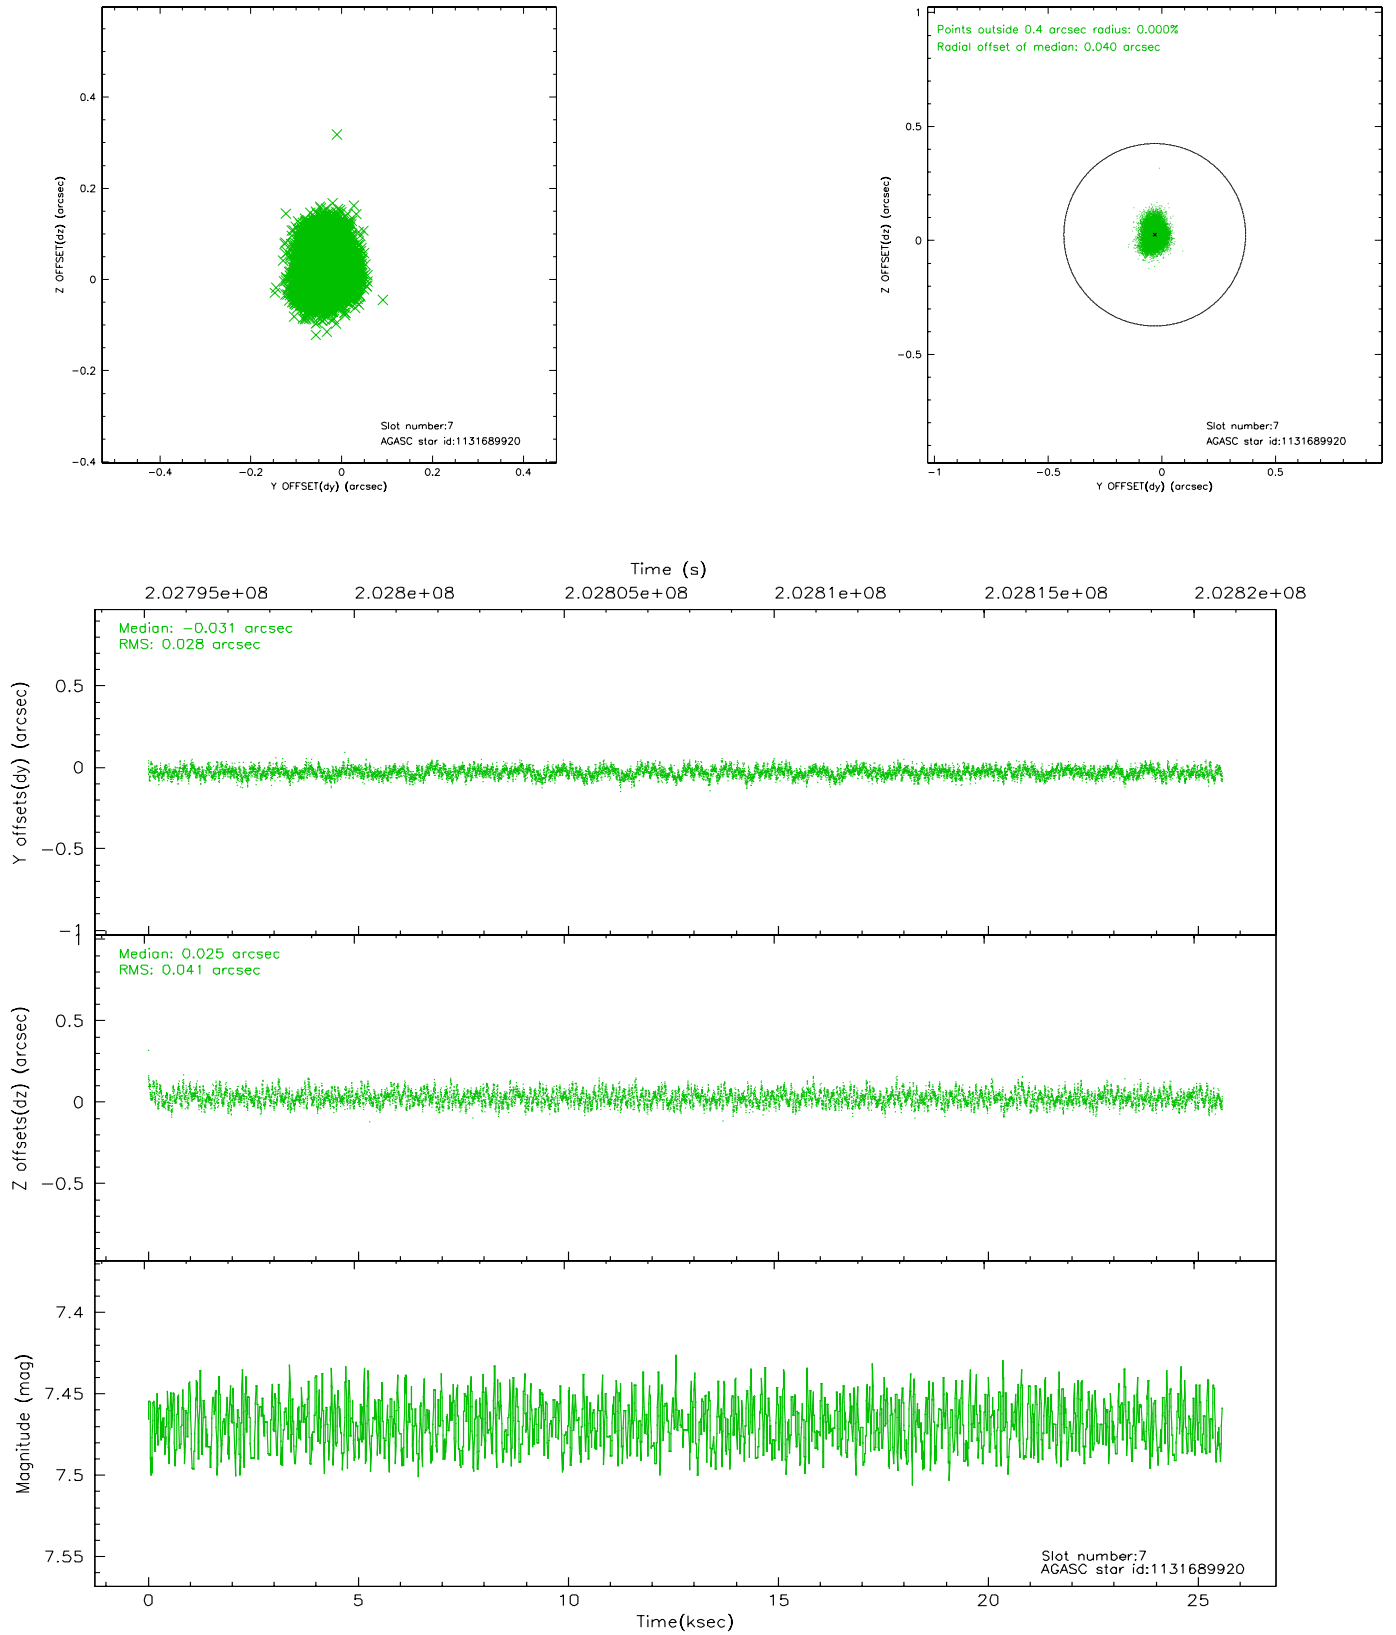 0.4
0.2
0
−0.2
−0.4
Z OFFSET(dz) (arcsec)
Slot number:7
AGASC star id:1131689920
−0.4 −0.2 0 0.2 0.4
Y OFFSET(dy) (arcsec)
Points outside 0.4 arcsec radius: 0.000%
Radial offset of median: 0.040 arcsec
1
0.5
0
−0.5
Z OFFSET(dz) (arcsec)
Slot number:7
AGASC star id:1131689920
−1 −0.5 0 0.5
Y OFFSET(dy) (arcsec)
Time (s)
2.02795e+08 2.028e+08 2.02805e+08 2.0281e+08 2.02815e+08 2.0282e+08
Median: −0.031 arcsec
RMS: 0.028 arcsec
0.5
0
−0.5
−1
Y offsets(dy) (arcsec)
Median: 0.025 arcsec
RMS: 0.041 arcsec
1
0.5
0
−0.5
Z offsets(dz) (arcsec)
7.4
7.45
7.5
7.55
Magnitude (mag)
Slot number:7
AGASC star id:1131689920
0 5 10 15 20 25
Time(ksec)